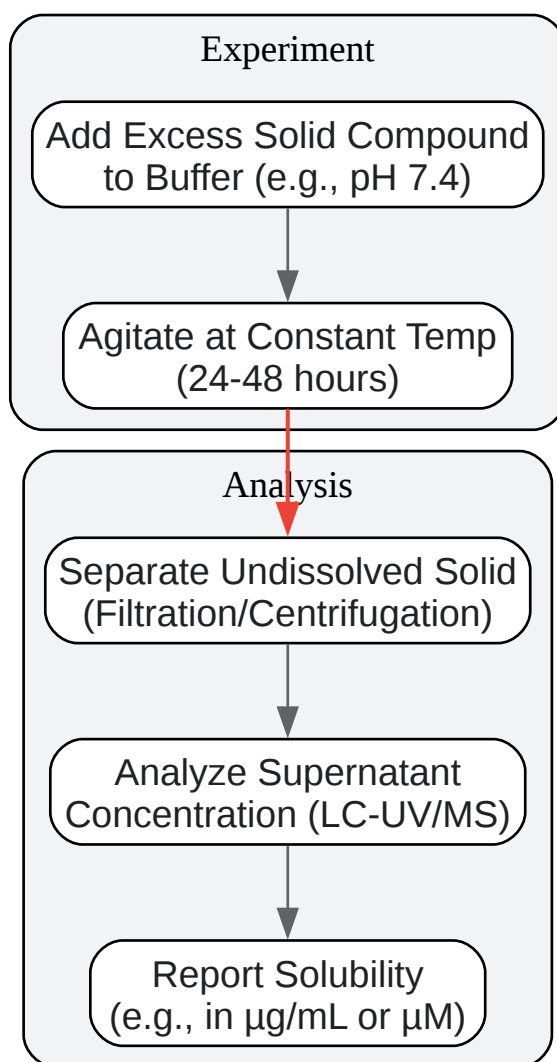 Experiment
Add Excess Solid Compound
to Buffer (e.g., pH 7.4)
Agitate at Constant Temp
(24-48 hours)
Analysis
Separate Undissolved Solid
(Filtration/Centrifugation)
Analyze Supernatant
Concentration (LC-UV/MS)
Report Solubility
(e.g., in µg/mL or µM)